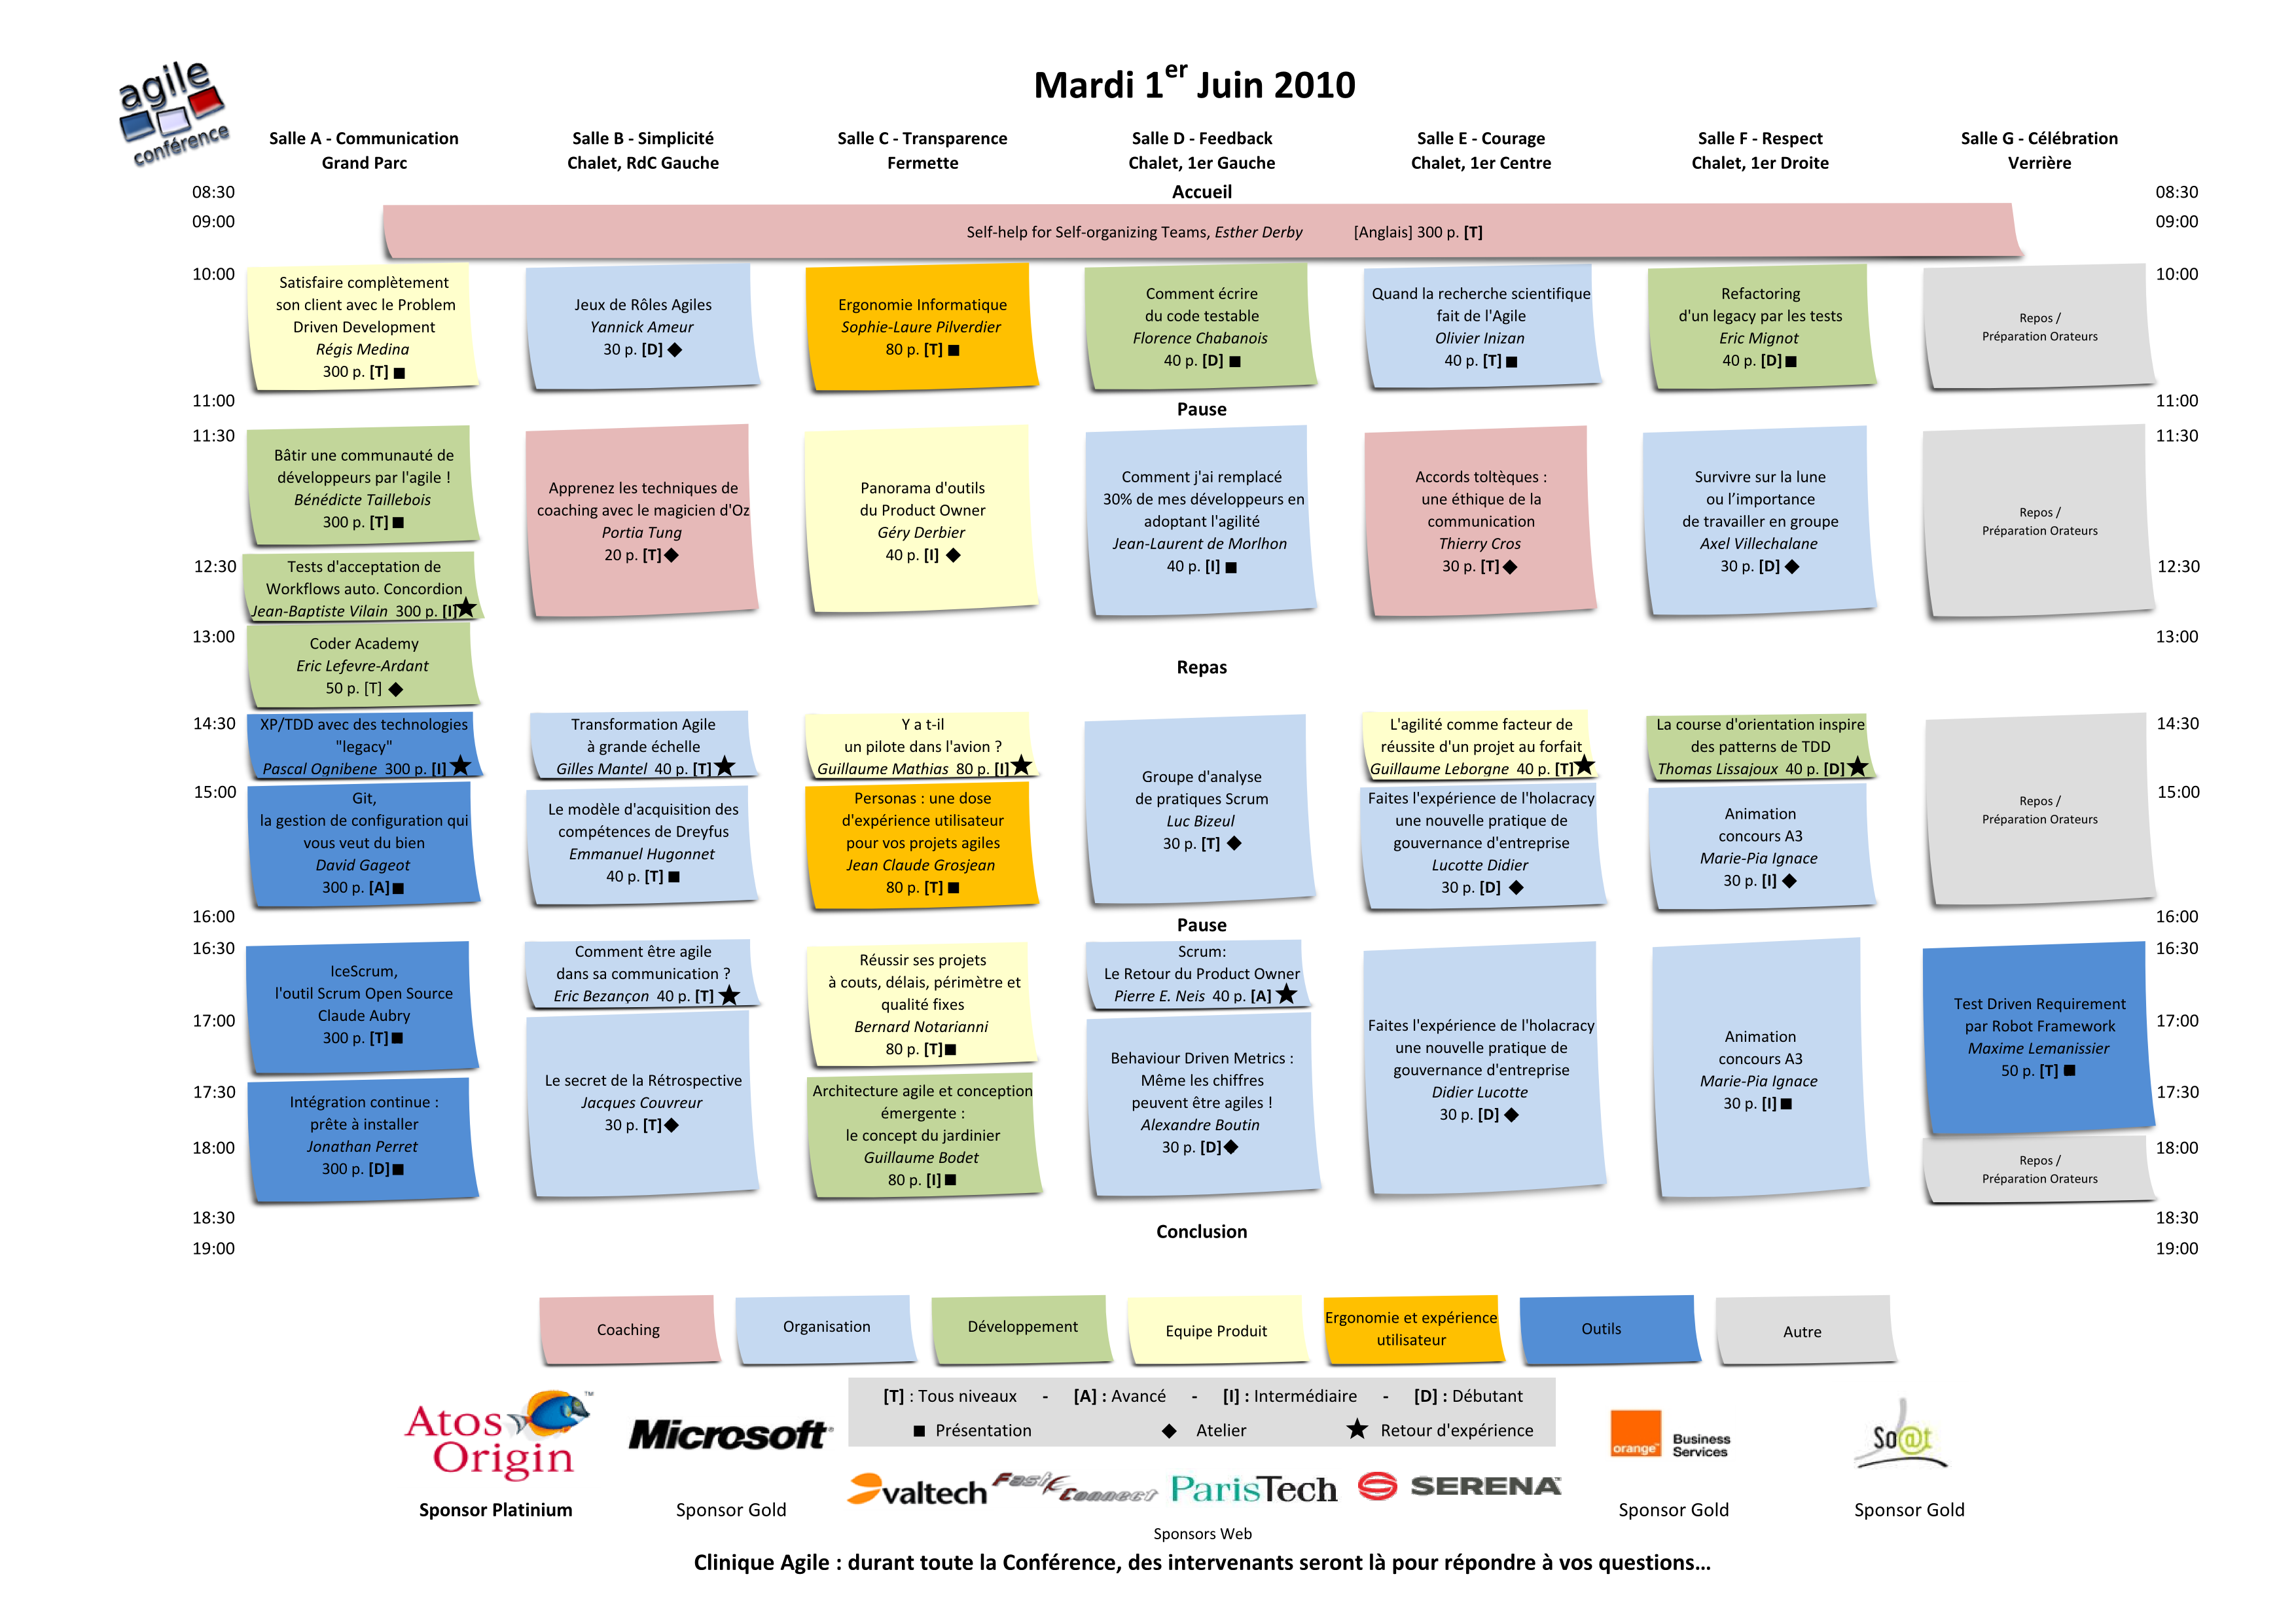 agile
conférence
Mardi 1er Juin 2010
Salle A - Communication
Grand Parc
Salle B - Simplicité
Chalet, RdC Gauche
Salle C - Transparence
Fermette
Salle D - Feedback
Chalet, 1er Gauche
Salle E - Courage
Chalet, 1er Centre
Salle F - Respect
Chalet, 1er Droite
Salle G - Célébration
Verrière
08:30
Accueil
08:30
09:00
Self-help for Self-organizing Teams, Esther Derby [Anglais] 300 p. [T]
09:00
10:00
Satisfaire complètement
son client avec le Problem
Driven Development
Régis Medina
300 p. [T] ■
Jeux de Rôles Agiles
Yannick Ameur
30 p. [D] ◆
Ergonomie Informatique
Sophie-Laure Pilverdier
80 p. [T] ■
Comment écrire
du code testable
Florence Chabanois
40 p. [D] ■
Quand la recherche scientifique
fait de l'Agile
Olivier Inizan
40 p. [T] ■
Refactoring
d'un legacy par les tests
Eric Mignot
40 p. [D] ■
Repos /
Préparation Orateurs
10:00
11:00
Pause
11:00
11:30
Bâtir une communauté de
développeurs par l'agile !
Bénédicte Taillebois
300 p. [T] ■
Apprenez les techniques de
coaching avec le magicien d'Oz
Portia Tung
20 p. [T] ◆
Panorama d'outils
du Product Owner
Géry Derbier
40 p. [I] ◆
Comment j'ai remplacé
30% de mes développeurs en
adoptant l'agilité
Jean-Laurent de Morlhon
40 p. [I] ■
Accords toltèques :
une éthique de la
communication
Thierry Cros
30 p. [T] ◆
Survivre sur la lune
ou l’importance
de travailler en groupe
Axel Villechalane
30 p. [D] ◆
Repos /
Préparation Orateurs
11:30
12:30
Tests d'acceptation de
Workflows auto. Concordion
Jean-Baptiste Vilain 300 p. [I] ★
12:30
13:00
Coder Academy
Eric Lefevre-Ardant
50 p. [T] ◆
Repas
13:00
14:30
XP/TDD avec des technologies
"legacy"
Pascal Ognibene 300 p. [I] ★
Transformation Agile
à grande échelle
Gilles Mantel 40 p. [T] ★
Y a t-il
un pilote dans l'avion ?
Guillaume Mathias 80 p. [I] ★
Groupe d'analyse
de pratiques Scrum
Luc Bizeul
30 p. [T] ◆
L'agilité comme facteur de
réussite d'un projet au forfait
Guillaume Leborgne 40 p. [T] ★
La course d'orientation inspire
des patterns de TDD
Thomas Lissajoux 40 p. [D] ★
Repos /
Préparation Orateurs
14:30
15:00
Git,
la gestion de configuration qui
vous veut du bien
David Gageot
300 p. [A] ■
Le modèle d'acquisition des
compétences de Dreyfus
Emmanuel Hugonnet
40 p. [T] ■
Personas : une dose
d'expérience utilisateur
pour vos projets agiles
Jean Claude Grosjean
80 p. [T] ■
Faites l'expérience de l'holacracy
une nouvelle pratique de
gouvernance d'entreprise
Lucotte Didier
30 p. [D] ◆
Animation
concours A3
Marie-Pia Ignace
30 p. [I] ◆
15:00
16:00
Pause
16:00
16:30
IceScrum,
l'outil Scrum Open Source
Claude Aubry
300 p. [T] ■
Comment être agile
dans sa communication ?
Eric Bezançon 40 p. [T] ★
Réussir ses projets
à couts, délais, périmètre et
qualité fixes
Bernard Notarianni
80 p. [T] ■
Scrum:
Le Retour du Product Owner
Pierre E. Neis 40 p. [A] ★
Faites l'expérience de l'holacracy
une nouvelle pratique de
gouvernance d'entreprise
Didier Lucotte
30 p. [D] ◆
Animation
concours A3
Marie-Pia Ignace
30 p. [I] ■
Test Driven Requirement
par Robot Framework
Maxime Lemanissier
50 p. [T] ■
16:30
17:00
Le secret de la Rétrospective
Jacques Couvreur
30 p. [T] ◆
Behaviour Driven Metrics :
Même les chiffres
peuvent être agiles !
Alexandre Boutin
30 p. [D] ◆
17:00
17:30
Intégration continue :
prête à installer
Jonathan Perret
300 p. [D] ■
Architecture agile et conception
émergente :
le concept du jardinier
Guillaume Bodet
80 p. [I] ■
17:30
18:00
Repos /
Préparation Orateurs
18:00
18:30
Conclusion
18:30
19:00
19:00
Coaching
Organisation
Développement
Equipe Produit
Ergonomie et expérience
utilisateur
Outils
Autre
[T] : Tous niveaux - [A] : Avancé - [I] : Intermédiaire - [D] : Débutant
■ Présentation ◆ Atelier ★ Retour d'expérience
Atos
Origin
™
Sponsor Platinium
Microsoft
Sponsor Gold
valtech
Fast Connect
ParisTech
SERENA
Sponsors Web
orange
Business
Services
Sponsor Gold
So@t
Sponsor Gold
Clinique Agile : durant toute la Conférence, des intervenants seront là pour répondre à vos questions…